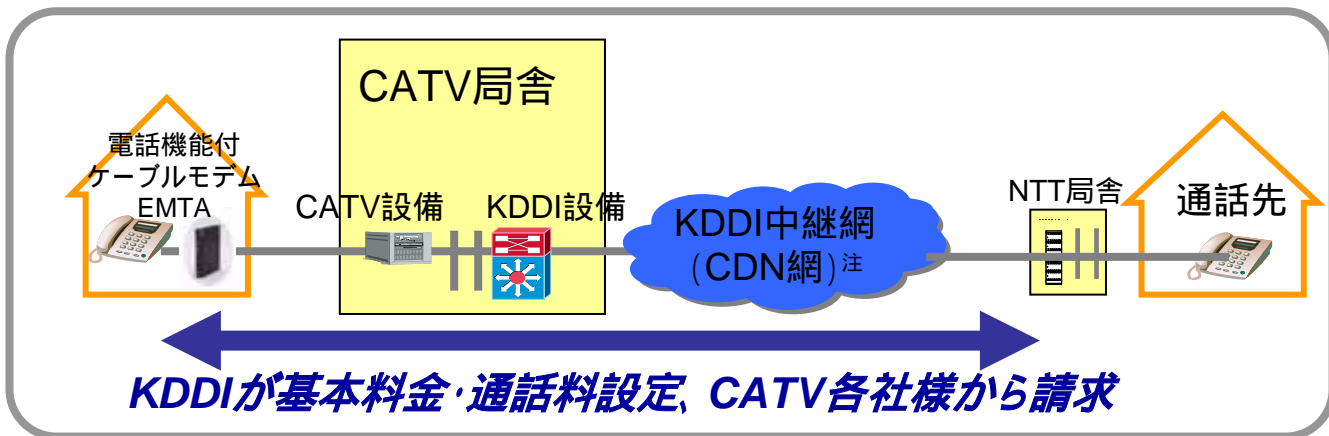 CATV局舎
電話機能付
ケーブルモデム
EMTA
CATV設備
KDDI設備
KDDI中継網
(CDN網)注
NTT局舎
通話先
KDDIが基本料金・通話料設定、CATV各社様から請求